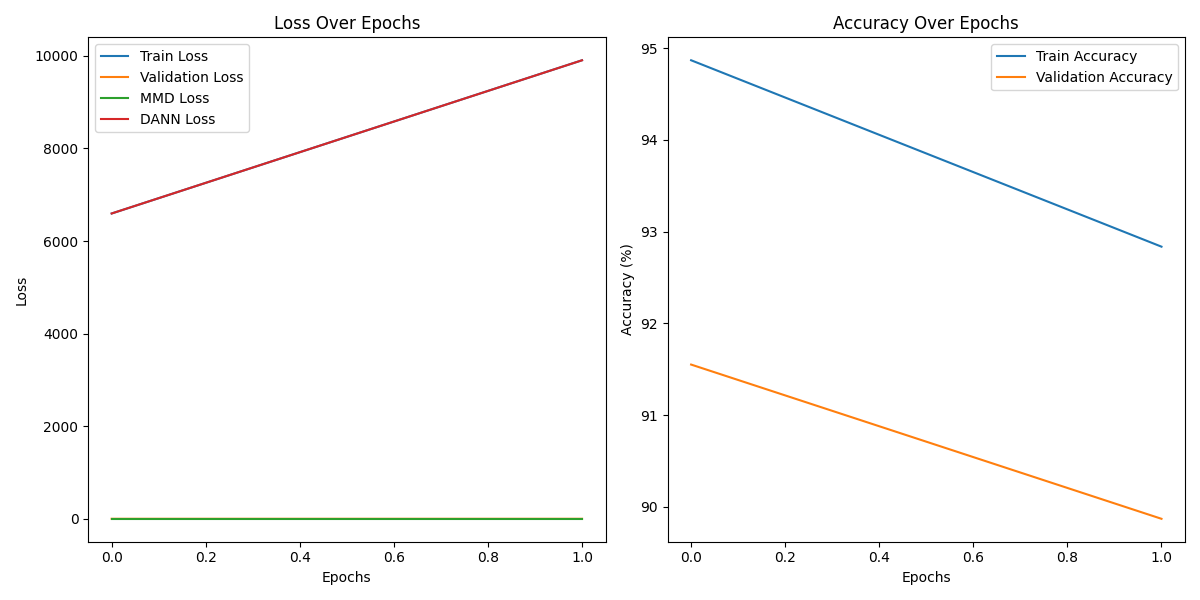 Loss Over Epochs
Train Loss
Validation Loss
MMD Loss
DANN Loss
10000
8000
6000
4000
2000
0
Loss
0.0 0.2 0.4 0.6 0.8 1.0
Epochs
Accuracy Over Epochs
Train Accuracy
Validation Accuracy
95
94
93
92
91
90
Accuracy (%)
0.0 0.2 0.4 0.6 0.8 1.0
Epochs